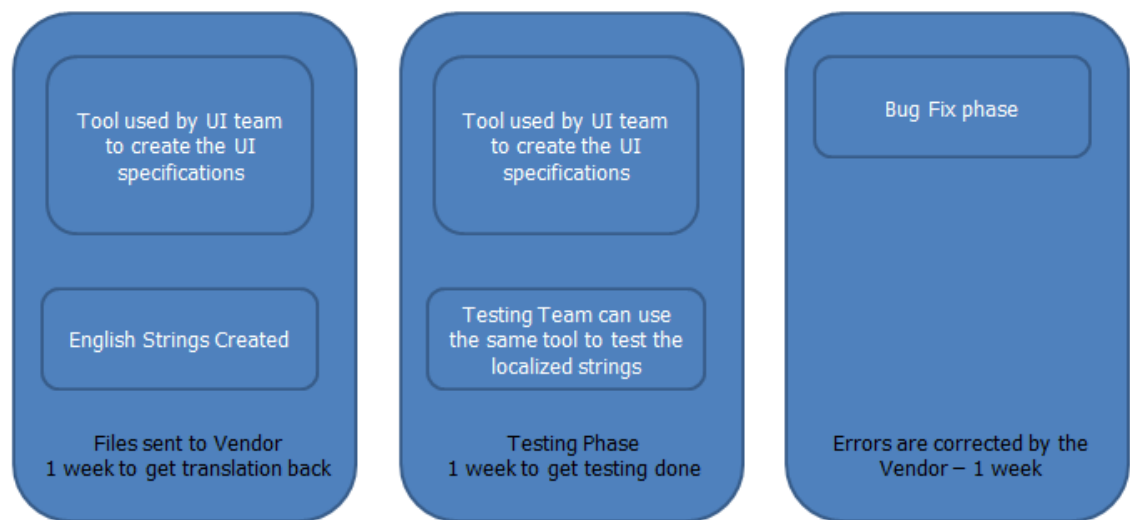 Tool used by UI team
to create the UI
specifications
English Strings Created
Files sent to Vendor
1 week to get translation back
Tool used by UI team
to create the UI
specifications
Testing Team can use
the same tool to test the
localized strings
Testing Phase
1 week to get testing done
Bug Fix phase
Errors are corrected by the
Vendor – 1 week